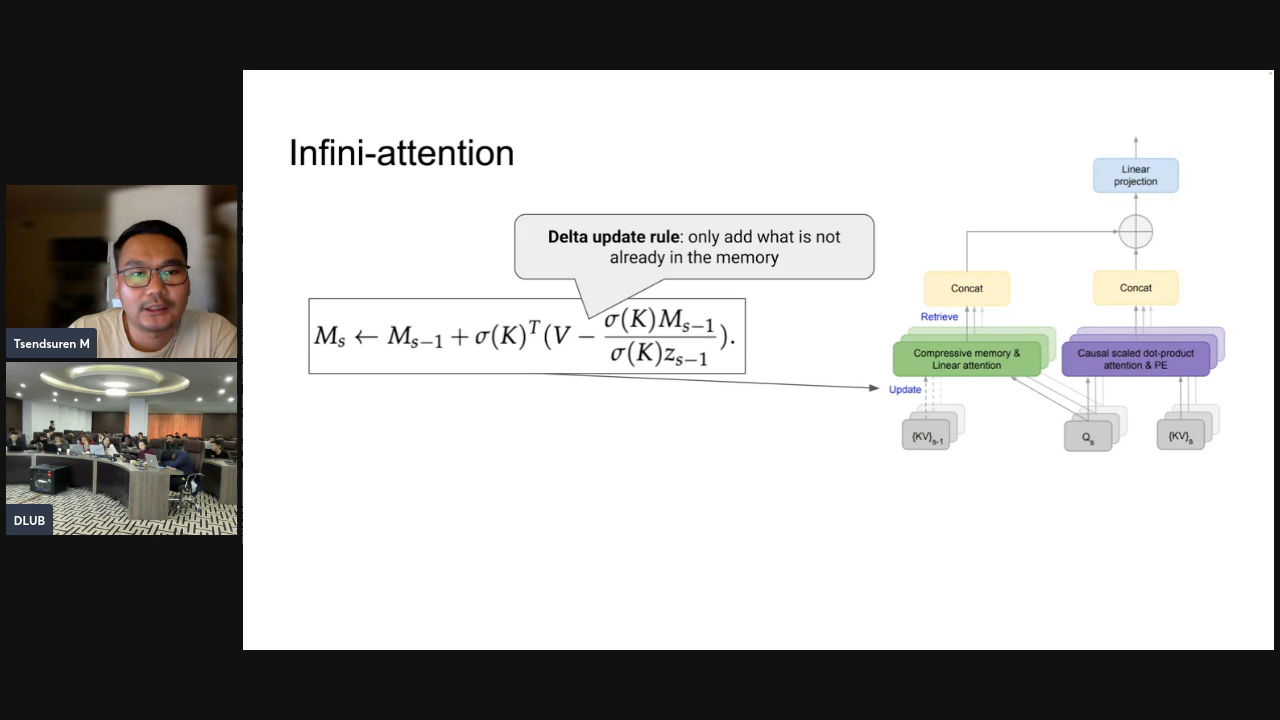 Infini-attention
Delta update rule: only add what is not
already in the memory
M_s ← M_{s−1} + σ(K)^T(V − σ(K)M_{s−1} / σ(K)z_{s−1}).
Linear
projection
Concat
Concat
Retrieve
Compressive memory &
Linear attention
Causal scaled dot-product
attention & PE
Update
{KV}_{s-1}
Q_s
{KV}_s
Tsendsuren M
DLUB